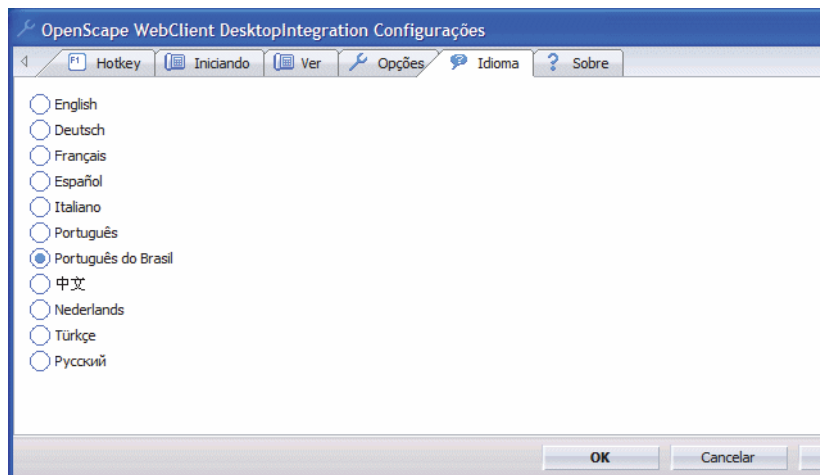 OpenScape WebClient DesktopIntegration Configurações
F1 Hotkey Iniciando Ver Opções Idioma ? Sobre
English
Deutsch
Français
Español
Italiano
Português
Português do Brasil
中文
Nederlands
Türkçe
Русский
OK Cancelar